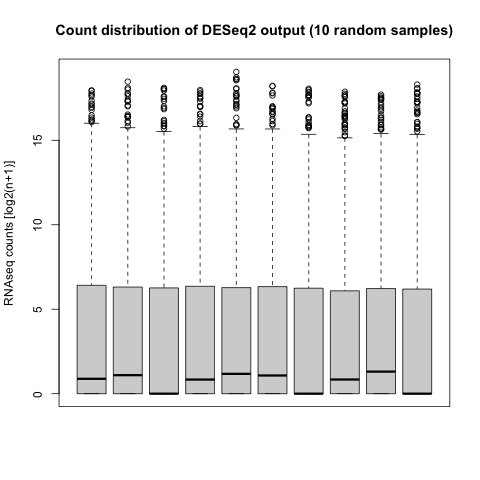 Count distribution of DESeq2 output (10 random samples)
RNAseq counts [log2(n+1)]
15
10
5
0